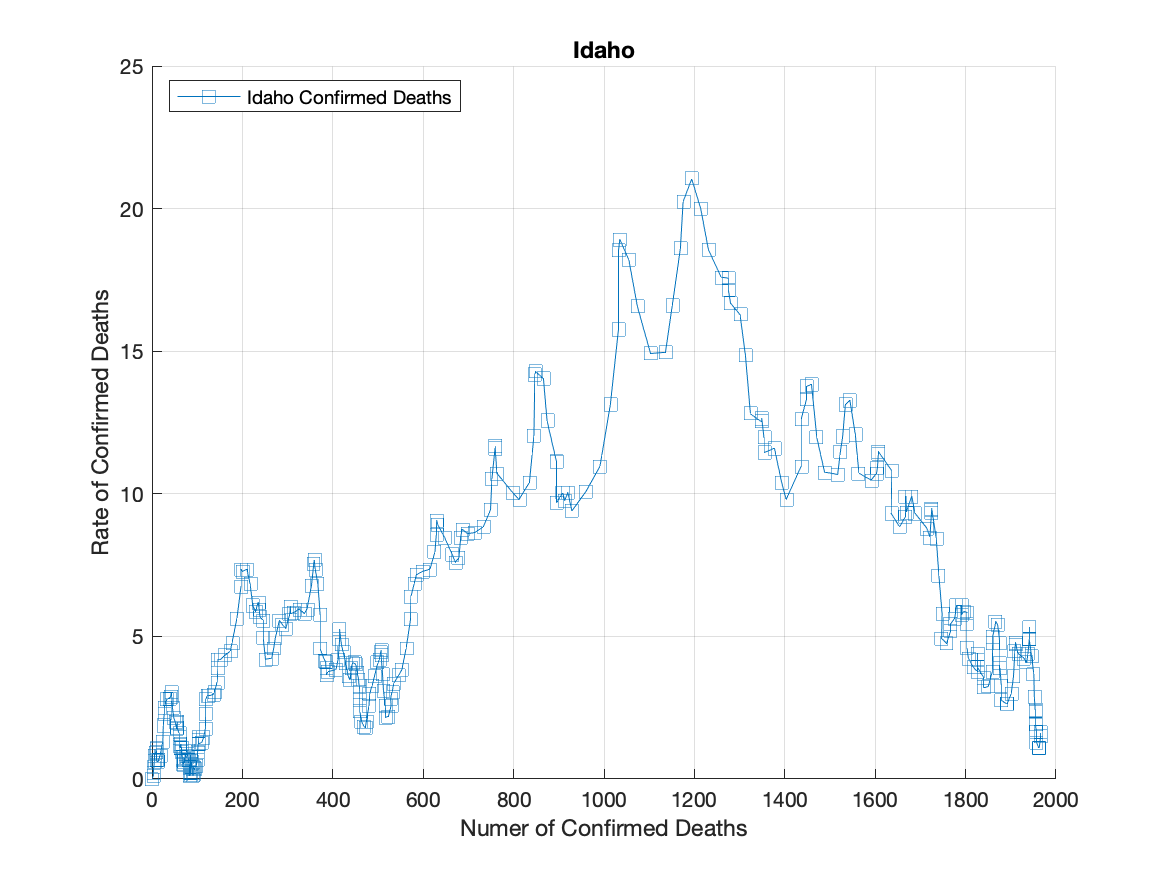 Idaho
Idaho Confirmed Deaths
Rate of Confirmed Deaths
25
20
15
10
5
0
0 200 400 600 800 1000 1200 1400 1600 1800 2000
Numer of Confirmed Deaths